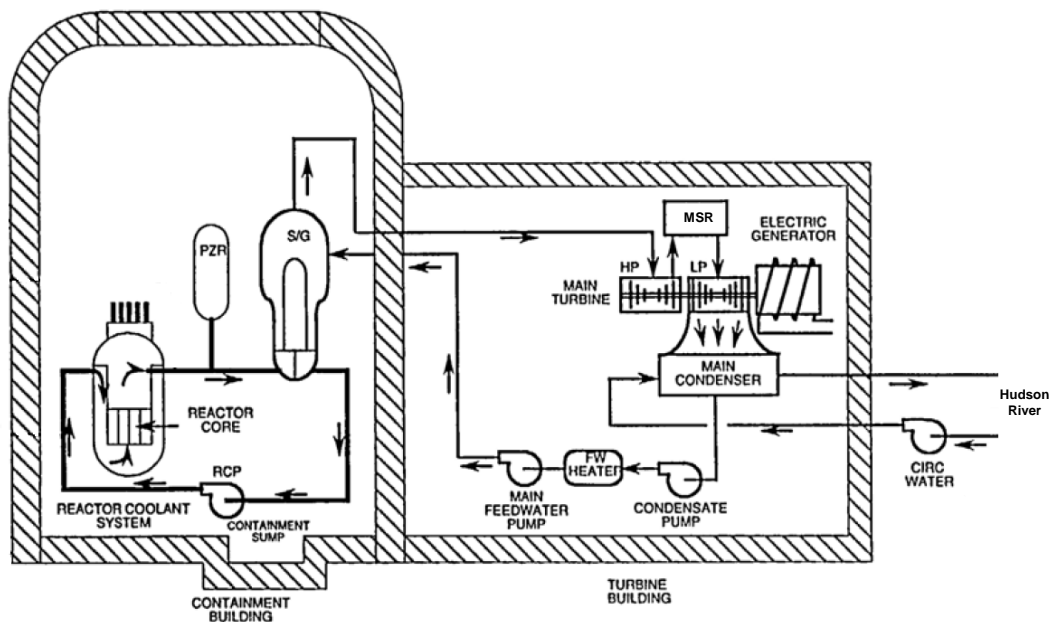 S/G
PZR
MSR
ELECTRIC
GENERATOR
HP
LP
MAIN
TURBINE
MAIN
CONDENSER
Hudson
River
REACTOR
CORE
RCP
FW
HEATER
CIRC
WATER
MAIN
FEEDWATER
PUMP
CONDENSATE
PUMP
REACTOR COOLANT
SYSTEM
CONTAINMENT
SUMP
CONTAINMENT
BUILDING
TURBINE
BUILDING